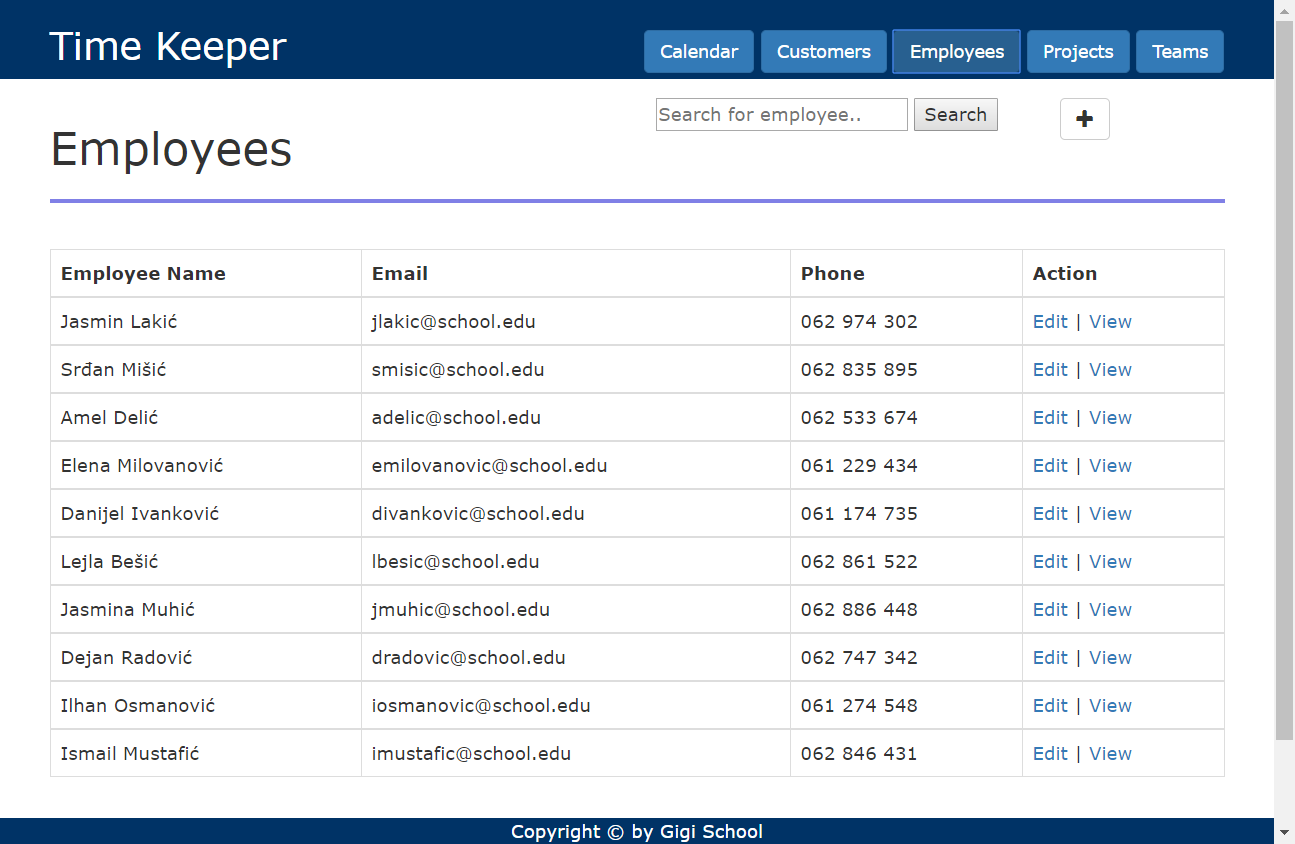 Time Keeper
Calendar Customers Employees Projects Teams
Search for employee.. Search
Employees
Employee Name Email Phone Action
Jasmin Lakić jlakic@school.edu 062 974 302 Edit | View
Srđan Mišić smisic@school.edu 062 835 895 Edit | View
Amel Delić adelic@school.edu 062 533 674 Edit | View
Elena Milovanović emilovanovic@school.edu 061 229 434 Edit | View
Danijel Ivanković divankovic@school.edu 061 174 735 Edit | View
Lejla Bešić lbesic@school.edu 062 861 522 Edit | View
Jasmina Muhić jmuhic@school.edu 062 886 448 Edit | View
Dejan Radović dradovic@school.edu 062 747 342 Edit | View
Ilhan Osmanović iosmanovic@school.edu 061 274 548 Edit | View
Ismail Mustafić imustafic@school.edu 062 846 431 Edit | View
Copyright © by Gigi School